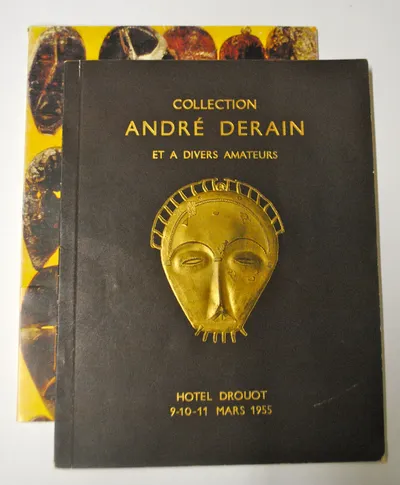 COLLECTION
ANDRÉ DERAIN
ET A DIVERS AMATEURS
HOTEL DROUOT
9-10-11 MARS 1955